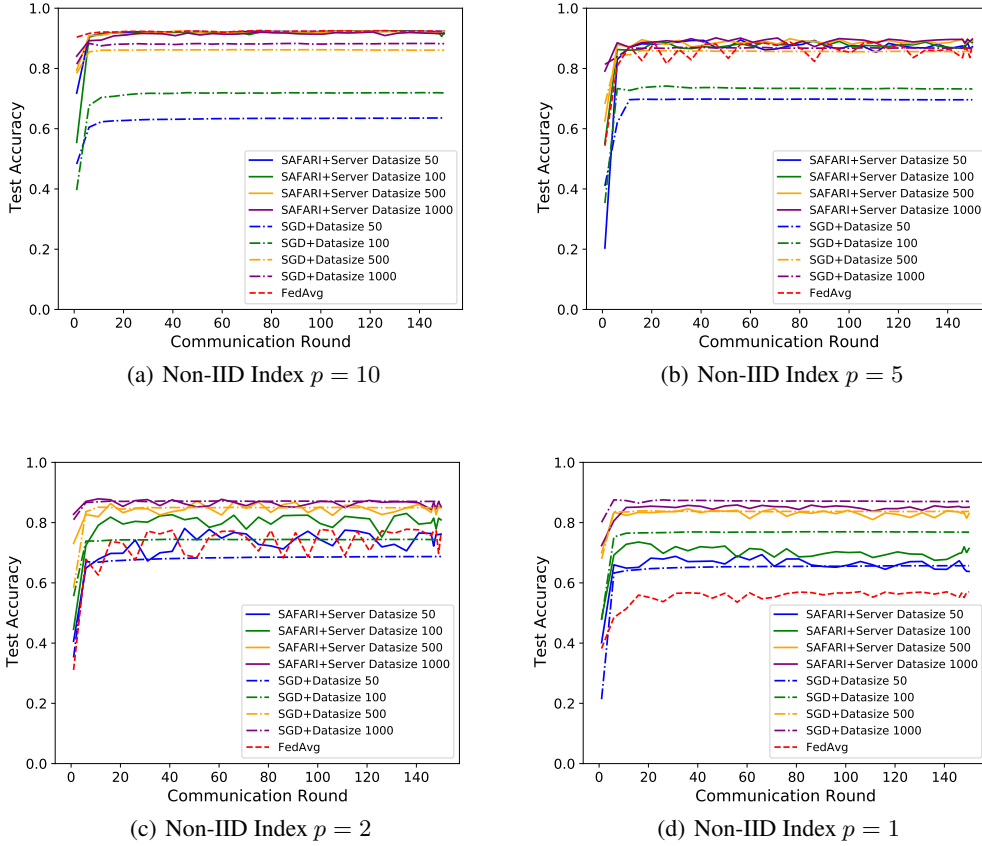 1.0
0.8
0.6
0.4
0.2
0.0
Test Accuracy
SAFARI+Server Datasize 50
SAFARI+Server Datasize 100
SAFARI+Server Datasize 500
SAFARI+Server Datasize 1000
SGD+Datasize 50
SGD+Datasize 100
SGD+Datasize 500
SGD+Datasize 1000
FedAvg
0 20 40 60 80 100 120 140
Communication Round
(a) Non-IID Index p = 10
1.0
0.8
0.6
0.4
0.2
0.0
Test Accuracy
SAFARI+Server Datasize 50
SAFARI+Server Datasize 100
SAFARI+Server Datasize 500
SAFARI+Server Datasize 1000
SGD+Datasize 50
SGD+Datasize 100
SGD+Datasize 500
SGD+Datasize 1000
FedAvg
0 20 40 60 80 100 120 140
Communication Round
(b) Non-IID Index p = 5
1.0
0.8
0.6
0.4
0.2
0.0
Test Accuracy
SAFARI+Server Datasize 50
SAFARI+Server Datasize 100
SAFARI+Server Datasize 500
SAFARI+Server Datasize 1000
SGD+Datasize 50
SGD+Datasize 100
SGD+Datasize 500
SGD+Datasize 1000
FedAvg
0 20 40 60 80 100 120 140
Communication Round
(c) Non-IID Index p = 2
1.0
0.8
0.6
0.4
0.2
0.0
Test Accuracy
SAFARI+Server Datasize 50
SAFARI+Server Datasize 100
SAFARI+Server Datasize 500
SAFARI+Server Datasize 1000
SGD+Datasize 50
SGD+Datasize 100
SGD+Datasize 500
SGD+Datasize 1000
FedAvg
0 20 40 60 80 100 120 140
Communication Round
(d) Non-IID Index p = 1